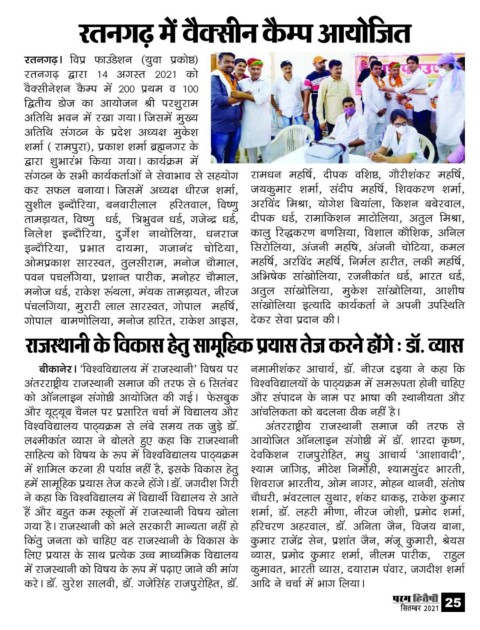 रतनगढ़ में वैक्सीन कैम्प आयोजित
रतनगढ़। विप्र फाउंडेशन (युवा प्रकोष्ठ)
रतनगढ़ द्वारा 14 अगस्त 2021 को
वैक्सीनेशन कैम्प में 200 प्रथम व 100
द्वितीय डोज का आयोजन श्री परशुराम
अतिथि भवन में रखा गया। जिसमें मुख्य
अतिथि संगठन के प्रदेश अध्यक्ष मुकेश
शर्मा ( रामपुरा), प्रकाश शर्मा ब्रह्मनगर के
द्वारा शुभारंभ किया गया। कार्यक्रम में
संगठन के सभी कार्यकर्ताओं ने सेवाभाव से सहयोग
कर सफल बनाया। जिसमें अध्यक्ष धीरज शर्मा,
सुशील इन्दौरिया, बनवारीलाल हरितवाल, विष्णु
तामड़ायत, विष्णु धर्ड, त्रिभुवन धर्ड, गजेन्द्र धर्ड,
निलेश इन्दौरिया, दुर्गेश नाथोलिया, धनराज
इन्दौरिया, प्रभात दायमा, गजानंद चोटिया,
ओमप्रकाश सारस्वत, तुलसीराम, मनोज चौमाल,
पवन पचलंगिया, प्रशान्त पारीक, मनोहर चौमाल,
मनोज धर्ड, राकेश रुंथला, मंयक तामड़ायत, नीरज
पंचलगिया, मुरारी लाल सारस्वत, गोपाल महर्षि,
गोपाल बामणोलिया, मनोज हारित, राकेश आइस,
रामधन महर्षि, दीपक वशिष्ठ, गौरीशंकर महर्षि,
जयकुमार शर्मा, संदीप महर्षि, शिवकरण शर्मा,
अरविंद मिश्रा, योगेश बियांला, किशन बबेरवाल,
दीपक धर्ड, रामाकिशन माटोलिया, अतुल मिश्रा,
कालु रिद्धकरण बणसिया, विशाल कौशिक, अनिल
सिरोलिया, अंजनी महषि, अंजनी चोटिया, कमल
महर्षि, अरविंद महर्षि, निर्मल हारीत, लकी महर्षि,
अभिषेक सांखोलिया, रजनीकांत धर्ड, भारत धर्ड,
अतुल सांखोलिया, मुकेश सांखोलिया, आशीष
सांखोलिया इत्यादि कार्यकर्ता ने अपनी उपस्थिति
देकर सेवा प्रदान की।
राजस्थानी के विकास हेतु सामूहिक प्रयास तेज करने होंगे : डॉ. व्यास
बीकानेर। 'विश्वविद्यालय में राजस्थानी' विषय पर
अंतरराष्ट्रीय राजस्थानी समाज की तरफ से 6 सितंबर
को ऑनलाइन संगोष्ठी आयोजित की गई। फेसबुक
और यूट्यूब चैनल पर प्रसारित चर्चा में विद्यालय और
विश्वविद्यालय पाठ्यक्रम से लंबे समय तक जुड़े डॉ.
लक्ष्मीकांत व्यास ने बोलते हुए कहा कि राजस्थानी
साहित्य को विषय के रूप में विश्वविद्यालय पाठ्यक्रम
में शामिल करना ही पर्याप्त नहीं है, इसके विकास हेतु
हमें सामूहिक प्रयास तेज करने होंगे। डॉ. जगदीश गिरी
ने कहा कि विश्वविद्यालय में विद्यार्थी विद्यालय से आते
हैं और बहुत कम स्कूलों में राजस्थानी विषय खोला
गया है। राजस्थानी को भले सरकारी मान्यता नहीं हो
किंतु जनता को चाहिए वह राजस्थानी के विकास के
लिए प्रयास के साथ प्रत्येक उच्च माध्यमिक विद्यालय
में राजस्थानी को विषय के रूप में पढ़ाए जाने की मांग
करे। डॉ. सुरेश सालवी, डॉ. गजेसिंह राजपुरोहित, डॉ.
नमामीशंकर आचार्य, डॉ. नीरज दइया ने कहा कि
विश्वविद्यालयों के पाठ्यक्रम में समरूपता होनी चाहिए
और संपादन के नाम पर भाषा की स्थानीयता और
आंचलिकता को बदलना ठीक नहीं है।
अंतरराष्ट्रीय राजस्थानी समाज की तरफ से
आयोजित ऑनलाइन संगोष्ठी में डॉ. शारदा कृष्ण,
देवकिशन राजपुरोहित, मधु आचार्य 'आशावादी',
श्याम जांगिड़, मीठेश निर्मोही, श्यामसुंदर भारती,
शिवराज भारतीय, ओम नागर, मोहन थानवी, संतोष
चौधरी, भंवरलाल सुथार, शंकर धाकड़, राकेश कुमार
शर्मा, डॉ. लहरी मीणा, नीरज जोशी, प्रमोद शर्मा,
हरिचरण अहरवाल, डॉ. अनिता जैन, विजय बाना,
कुमार राजेंद्र सेन, प्रशांत जैन, मंजू कुमारी, श्रेयस
व्यास, प्रमोद कुमार शर्मा, नीलम पारीक, राहुल
कुमावत, भारती व्यास, दयाराम पंवार, जगदीश शर्मा
आदि ने चर्चा में भाग लिया।
परम हितैषी
सितम्बर 2021
25